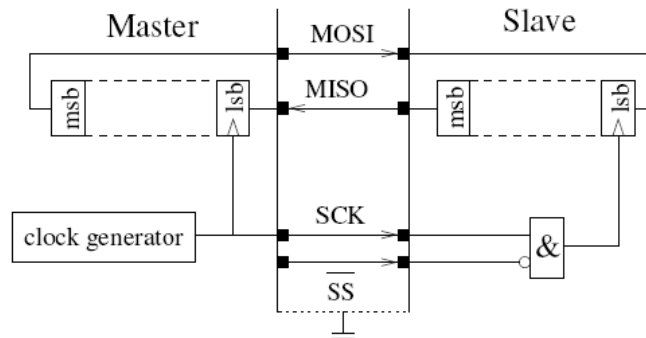 Master
MOSI
Slave
msb
lsb
MISO
msb
lsb
clock generator
SCK
&
SS